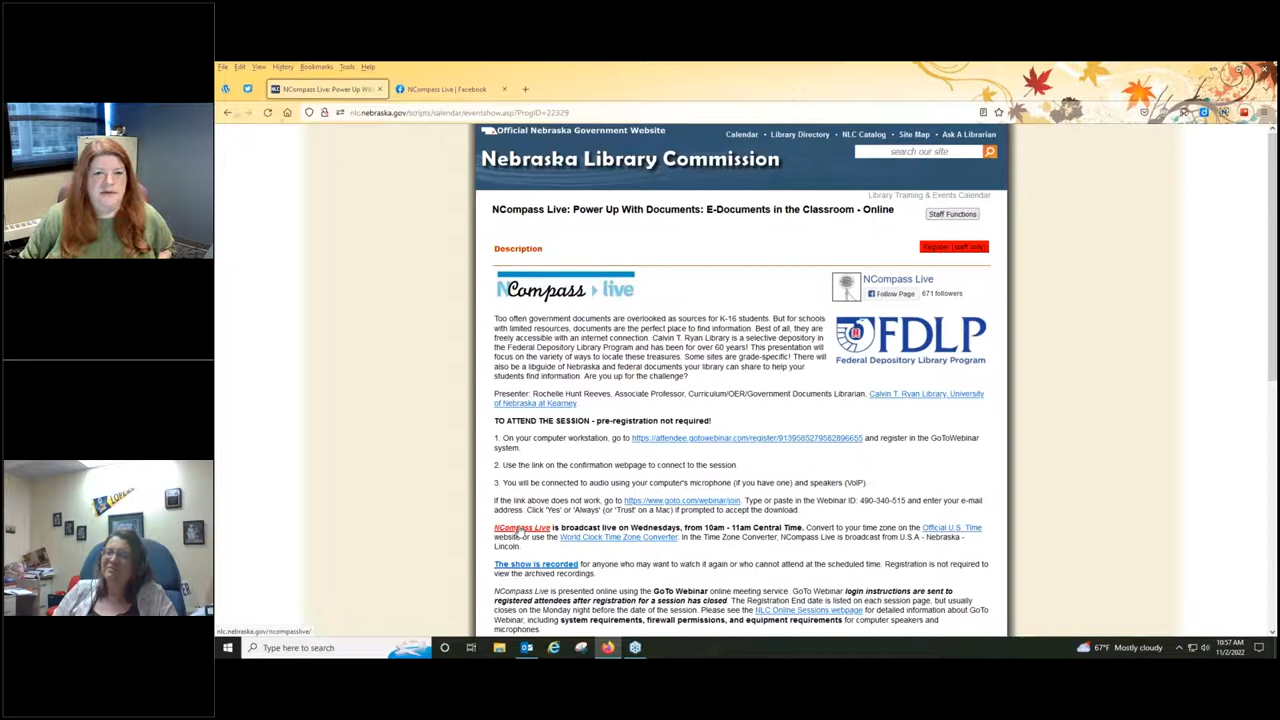 File Edit View History Bookmarks Tools Help
NCompass Live: Power Up Wit
NCompass Live | Facebook
nlc.nebraska.gov/scripts/calendar/eventshow.asp?ProgID=22329
Official Nebraska Government Website
Calendar • Library Directory • NLC Catalog • Site Map • Ask A Librarian
Nebraska Library Commission
search our site
Library Training & Events Calendar
NCompass Live: Power Up With Documents: E-Documents in the Classroom - Online
Staff Functions
Description
Register (staff only)
NCompass live
NCompass Live
Follow Page 671 followers
Too often government documents are overlooked as sources for K-16 students. But for schools
with limited resources, documents are the perfect place to find information. Best of all, they are
freely accessible with an internet connection. Calvin T. Ryan Library is a selective depository in
the Federal Depository Library Program and has been for over 60 years! This presentation will
focus on the variety of ways to locate these treasures. Some sites are grade-specific! There will
also be a libguide of Nebraska and federal documents your library can share to help your
students find information. Are you up for the challenge?
FDLP
Federal Depository Library Program
Presenter: Rochelle Hunt Reeves, Associate Professor, Curriculum/OER/Government Documents Librarian, Calvin T. Ryan Library, University
of Nebraska at Kearney.
TO ATTEND THE SESSION - pre-registration not required!
1. On your computer workstation, go to https://attendee.gotowebinar.com/register/9139585279582896655 and register in the GoToWebinar
system.
2. Use the link on the confirmation webpage to connect to the session.
3. You will be connected to audio using your computer's microphone (if you have one) and speakers (VoIP)
If the link above does not work, go to https://www.goto.com/webinar/join. Type or paste in the Webinar ID: 490-340-515 and enter your e-mail
address. Click 'Yes' or 'Always' (or 'Trust' on a Mac) if prompted to accept the download.
NCompass Live is broadcast live on Wednesdays, from 10am - 11am Central Time. Convert to your time zone on the Official U.S. Time
website or use the World Clock Time Zone Converter. In the Time Zone Converter, NCompass Live is broadcast from U.S.A - Nebraska -
Lincoln.
The show is recorded for anyone who may want to watch it again or who cannot attend at the scheduled time. Registration is not required to
view the archived recordings.
NCompass Live is presented online using the GoTo Webinar online meeting service. GoTo Webinar login instructions are sent to
registered attendees after registration for a session has closed. The Registration End date is listed on each session page, but usually
closes on the Monday night before the date of the session. Please see the NLC Online Sessions webpage for detailed information about GoTo
Webinar, including system requirements, firewall permissions, and equipment requirements for computer speakers and
microphones.
nlc.nebraska.gov/ncompasslive/
LOPERS
Type here to search
67°F Mostly cloudy
10:57 AM
11/2/2022